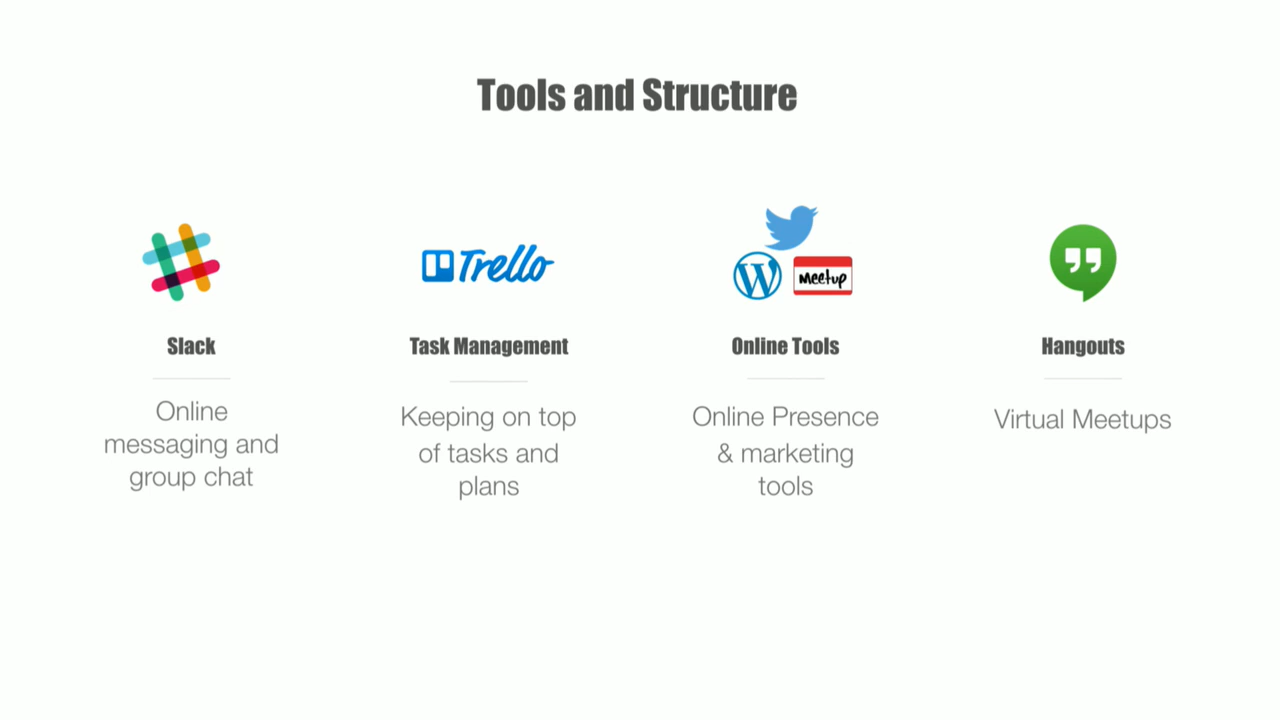 Tools and Structure
Trello
W
Meetup
Slack
Task Management
Online Tools
Hangouts
Online
messaging and
group chat
Keeping on top
of tasks and
plans
Online Presence
& marketing
tools
Virtual Meetups